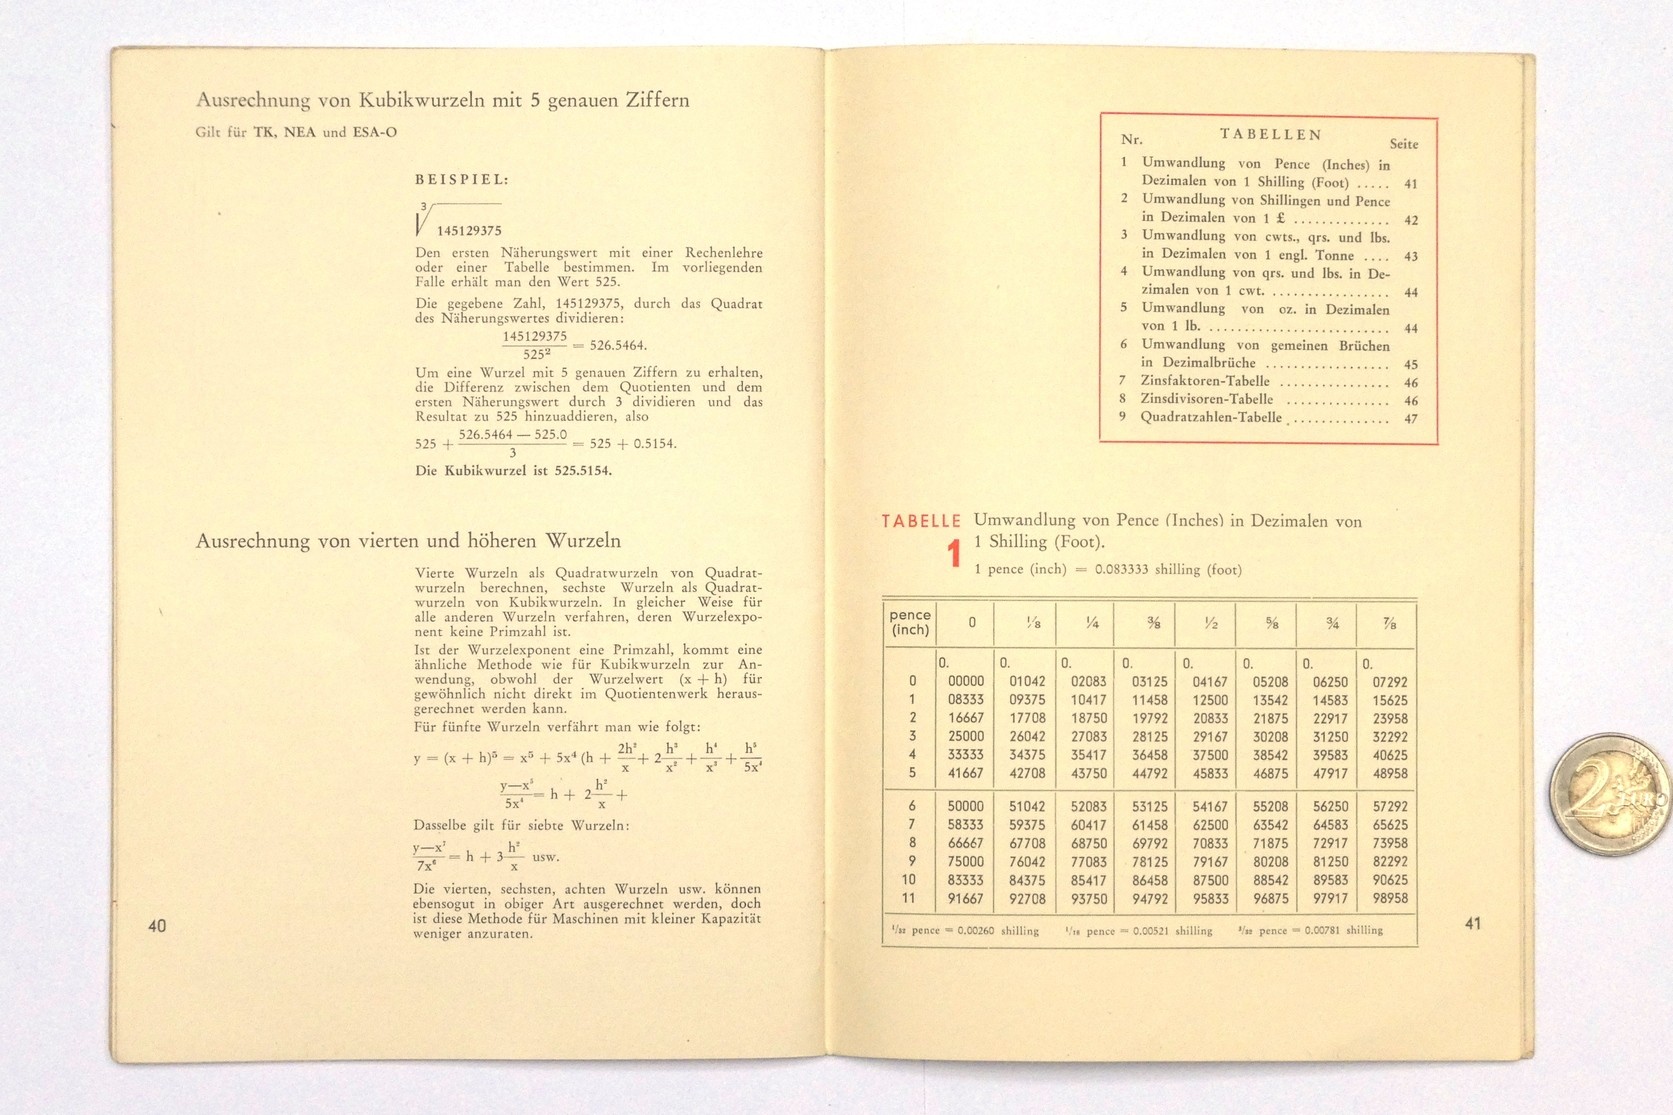 Ausrechnung von Kubikwurzeln mit 5 genauen Ziffern
Gilt für TK, NEA und ESA-O
BEISPIEL:
3√145129375
Den ersten Näherungswert mit einer Rechenlehre
oder einer Tabelle bestimmen. Im vorliegenden
Falle erhält man den Wert 525.
Die gegebene Zahl, 145129375, durch das Quadrat
des Näherungswertes dividieren:
145129375
525² = 526.5464.
Um eine Wurzel mit 5 genauen Ziffern zu erhalten,
die Differenz zwischen dem Quotienten und dem
ersten Näherungswert durch 3 dividieren und das
Resultat zu 525 hinzuaddieren, also
525 + 526.5464 — 525.0 = 525 + 0.5154.
3
Die Kubikwurzel ist 525.5154.
Ausrechnung von vierten und höheren Wurzeln
Vierte Wurzeln als Quadratwurzeln von Quadrat-
wurzeln berechnen, sechste Wurzeln als Quadrat-
wurzeln von Kubikwurzeln. In gleicher Weise für
alle anderen Wurzeln verfahren, deren Wurzelexpo-
nent keine Primzahl ist.
Ist der Wurzelexponent eine Primzahl, kommt eine
ähnliche Methode wie für Kubikwurzeln zur An-
wendung, obwohl der Wurzelwert (x + h) für
gewöhnlich nicht direkt im Quotientenwerk heraus-
gerechnet werden kann.
Für fünfte Wurzeln verfährt man wie folgt:
y = (x + h)⁵ = x⁵ + 5x⁴ (h + 2h²/x + 2 h³/x² + h⁴/x³ + h⁵/5x⁴
y—x⁵/5x⁴ = h + 2 h²/x +
Dasselbe gilt für siebte Wurzeln:
y—x⁷/7x⁶ = h + 3 h²/x usw.
Die vierten, sechsten, achten Wurzeln usw. können
ebensogut in obiger Art ausgerechnet werden, doch
ist diese Methode für Maschinen mit kleiner Kapazität
weniger anzuraten.
40
TABELLEN
Nr. Seite
1 Umwandlung von Pence (Inches) in
Dezimalen von 1 Shilling (Foot) ..... 41
2 Umwandlung von Shillingen und Pence
in Dezimalen von 1 £ .............. 42
3 Umwandlung von cwts., qrs. und lbs.
in Dezimalen von 1 engl. Tonne .... 43
4 Umwandlung von qrs. und lbs. in De-
zimalen von 1 cwt. ................. 44
5 Umwandlung von oz. in Dezimalen
von 1 lb. .......................... 44
6 Umwandlung von gemeinen Brüchen
in Dezimalbrüche .................. 45
7 Zinsfaktoren-Tabelle ................ 46
8 Zinsdivisoren-Tabelle ............... 46
9 Quadratzahlen-Tabelle ............... 47
TABELLE 1
Umwandlung von Pence (Inches) in Dezimalen von
1 Shilling (Foot).
1 pence (inch) = 0.083333 shilling (foot)
pence (inch) 0 ⅛ ¼ ⅜ ½ ⅝ ¾ ⅞
0. 0. 0. 0. 0. 0. 0. 0.
0 00000 01042 02083 03125 04167 05208 06250 07292
1 08333 09375 10417 11458 12500 13542 14583 15625
2 16667 17708 18750 19792 20833 21875 22917 23958
3 25000 26042 27083 28125 29167 30208 31250 32292
4 33333 34375 35417 36458 37500 38542 39583 40625
5 41667 42708 43750 44792 45833 46875 47917 48958
6 50000 51042 52083 53125 54167 55208 56250 57292
7 58333 59375 60417 61458 62500 63542 64583 65625
8 66667 67708 68750 69792 70833 71875 72917 73958
9 75000 76042 77083 78125 79167 80208 81250 82292
10 83333 84375 85417 86458 87500 88542 89583 90625
11 91667 92708 93750 94792 95833 96875 97917 98958
1/32 pence = 0.00260 shilling 1/16 pence = 0.00521 shilling 3/32 pence = 0.00781 shilling
41
2 EURO